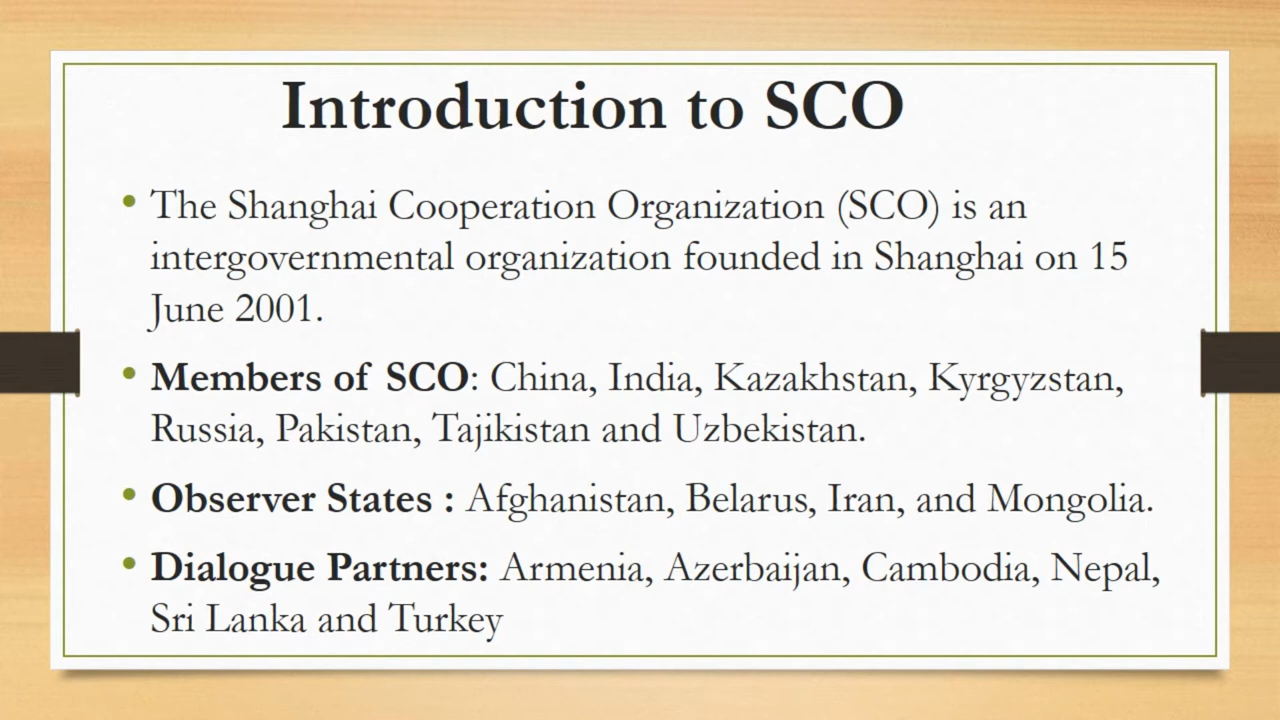 Introduction to SCO
• The Shanghai Cooperation Organization (SCO) is an
intergovernmental organization founded in Shanghai on 15
June 2001.
• Members of SCO: China, India, Kazakhstan, Kyrgyzstan,
Russia, Pakistan, Tajikistan and Uzbekistan.
• Observer States : Afghanistan, Belarus, Iran, and Mongolia.
• Dialogue Partners: Armenia, Azerbaijan, Cambodia, Nepal,
Sri Lanka and Turkey